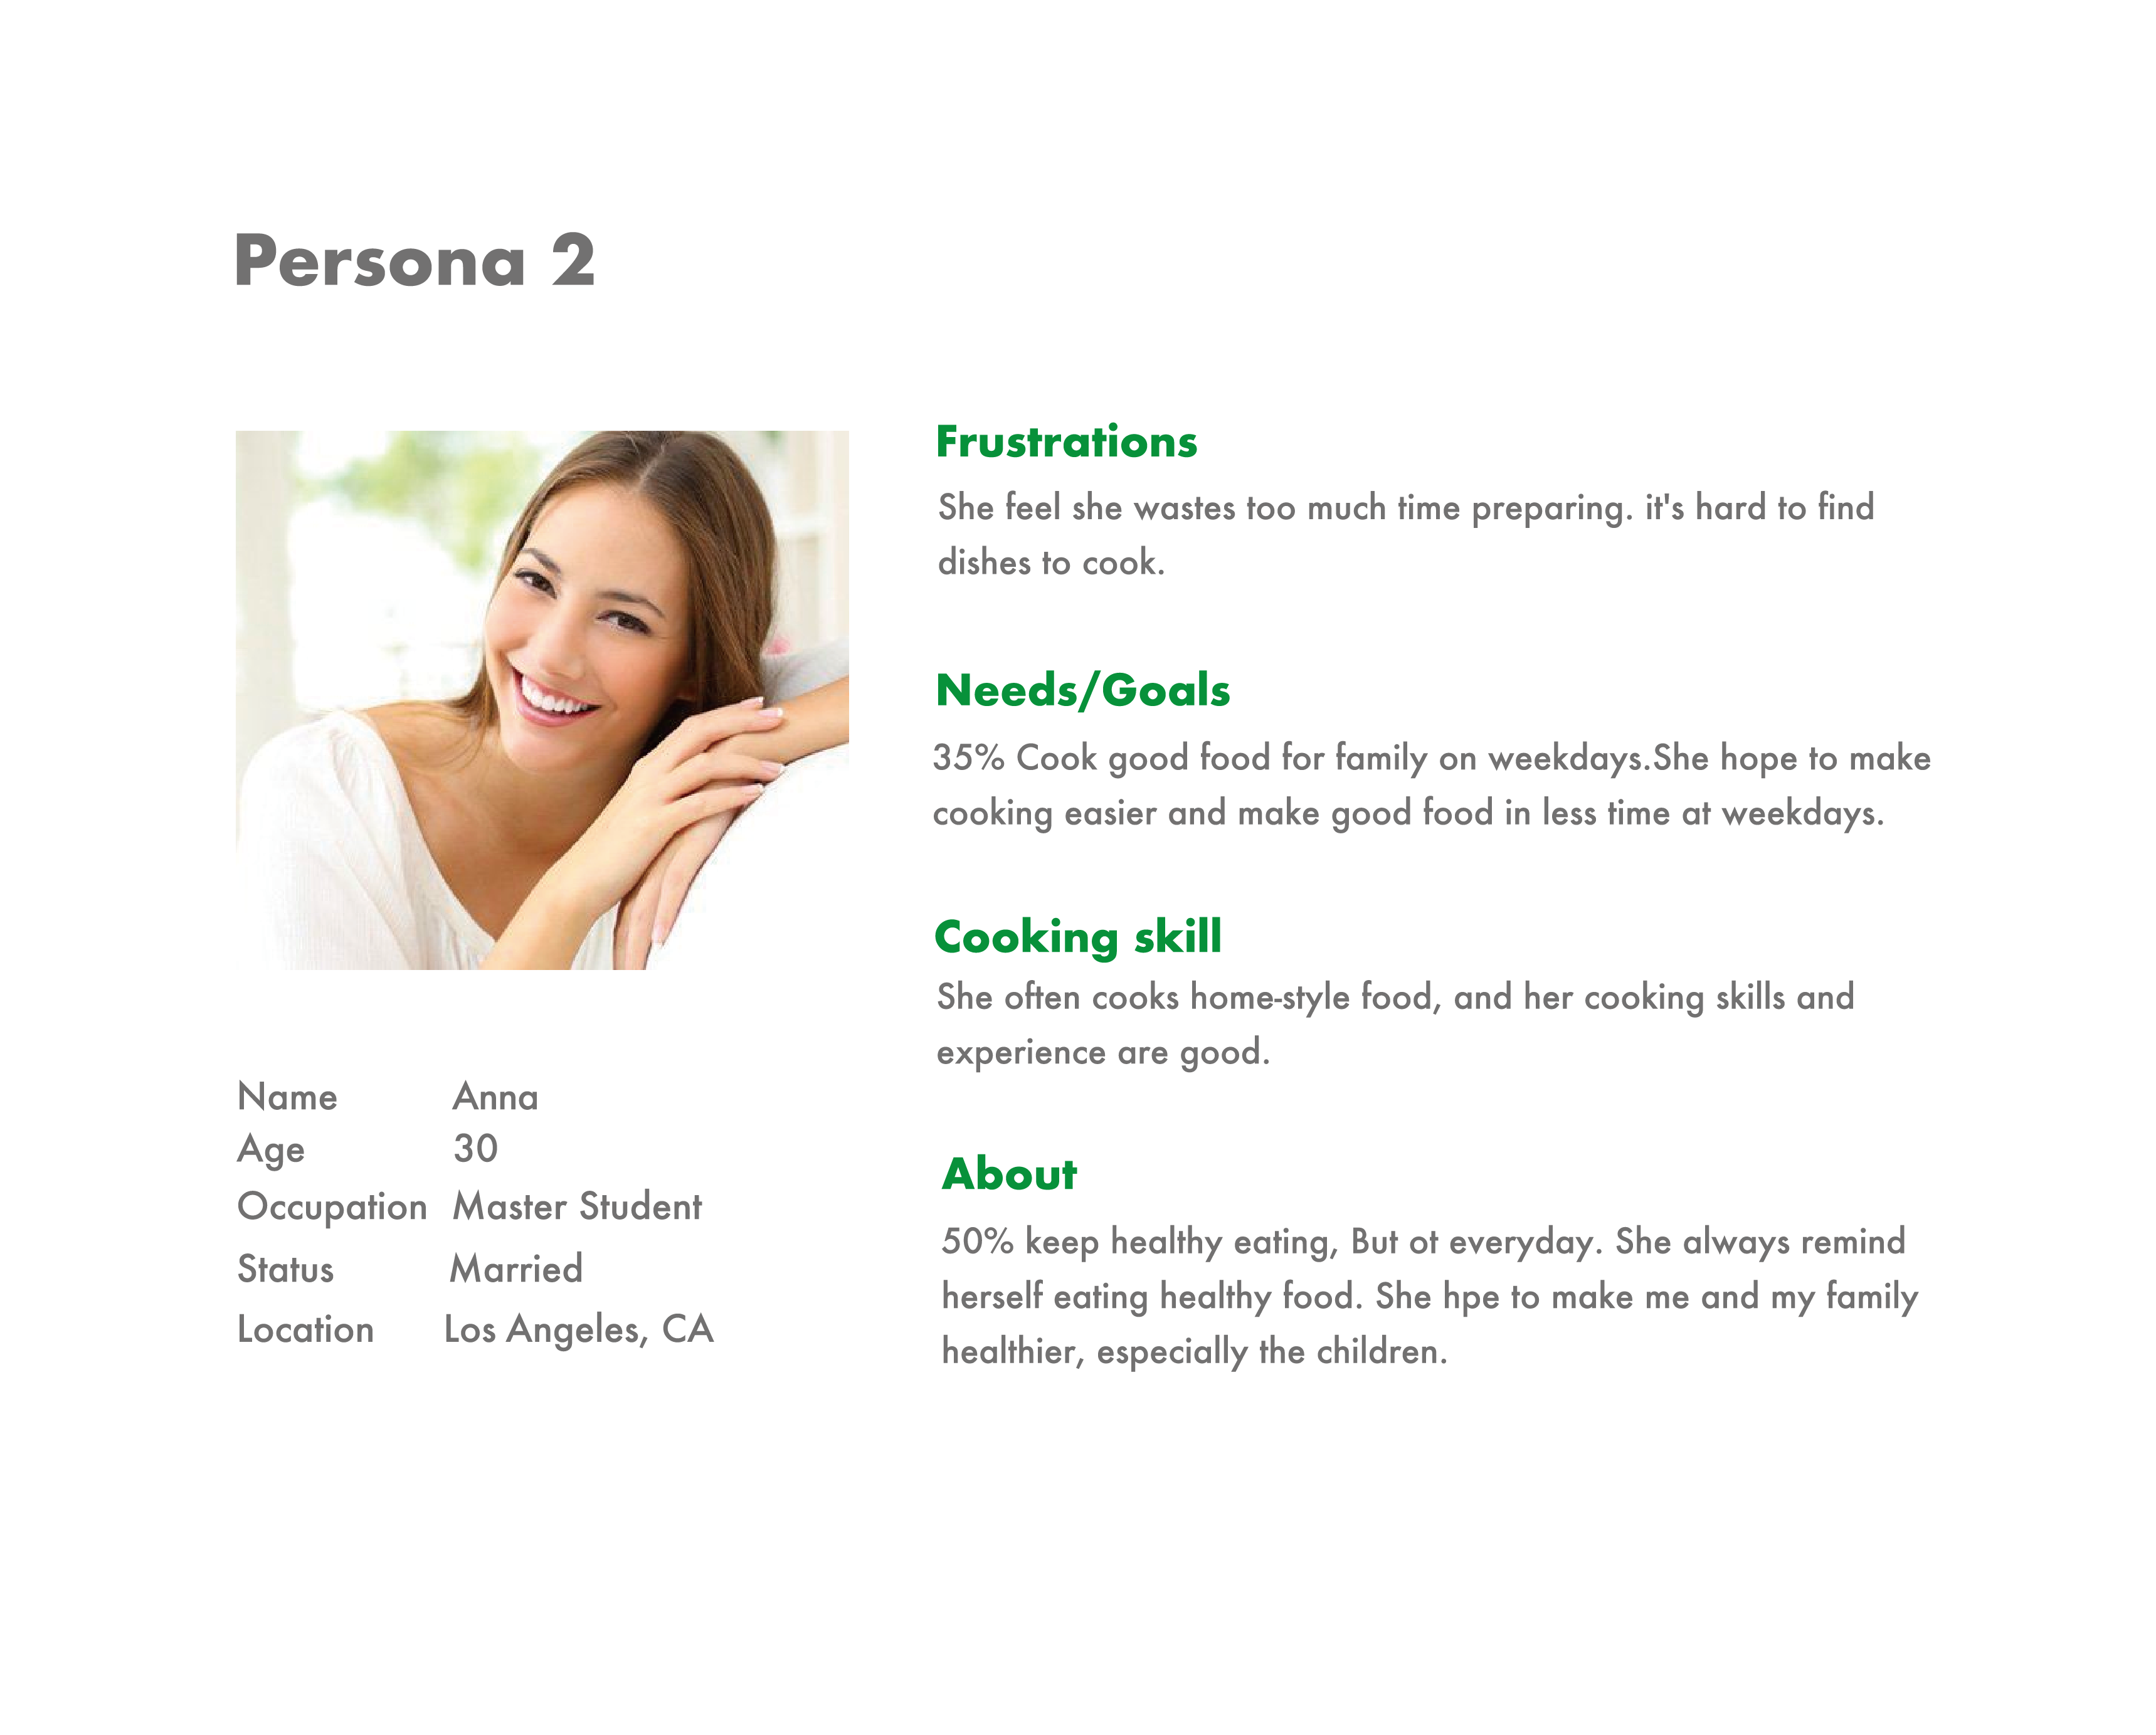 Persona 2
Frustrations
She feel she wastes too much time preparing. it's hard to find
dishes to cook.
Needs/Goals
35% Cook good food for family on weekdays.She hope to make
cooking easier and make good food in less time at weekdays.
Cooking skill
She often cooks home-style food, and her cooking skills and
experience are good.
About
50% keep healthy eating, But ot everyday. She always remind
herself eating healthy food. She hpe to make me and my family
healthier, especially the children.
Name Anna
Age 30
Occupation Master Student
Status Married
Location Los Angeles, CA